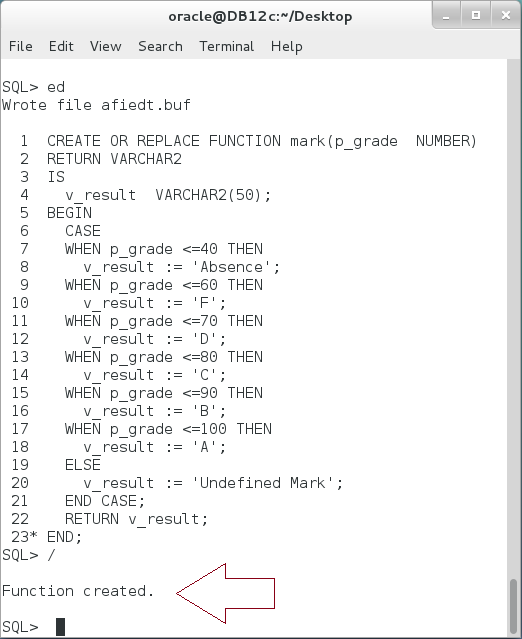 oracle@DB12c:~/Desktop
File Edit View Search Terminal Help
SQL> ed
Wrote file afiedt.buf
1 CREATE OR REPLACE FUNCTION mark(p_grade  NUMBER)
2 RETURN VARCHAR2
3 IS
4   v_result  VARCHAR2(50);
5 BEGIN
6   CASE
7   WHEN p_grade <=40 THEN
8     v_result := 'Absence';
9   WHEN p_grade <=60 THEN
10     v_result := 'F';
11   WHEN p_grade <=70 THEN
12     v_result := 'D';
13   WHEN p_grade <=80 THEN
14     v_result := 'C';
15   WHEN p_grade <=90 THEN
16     v_result := 'B';
17   WHEN p_grade <=100 THEN
18     v_result := 'A';
19   ELSE
20     v_result := 'Undefined Mark';
21   END CASE;
22   RETURN v_result;
23* END;
SQL> /
Function created.
SQL>